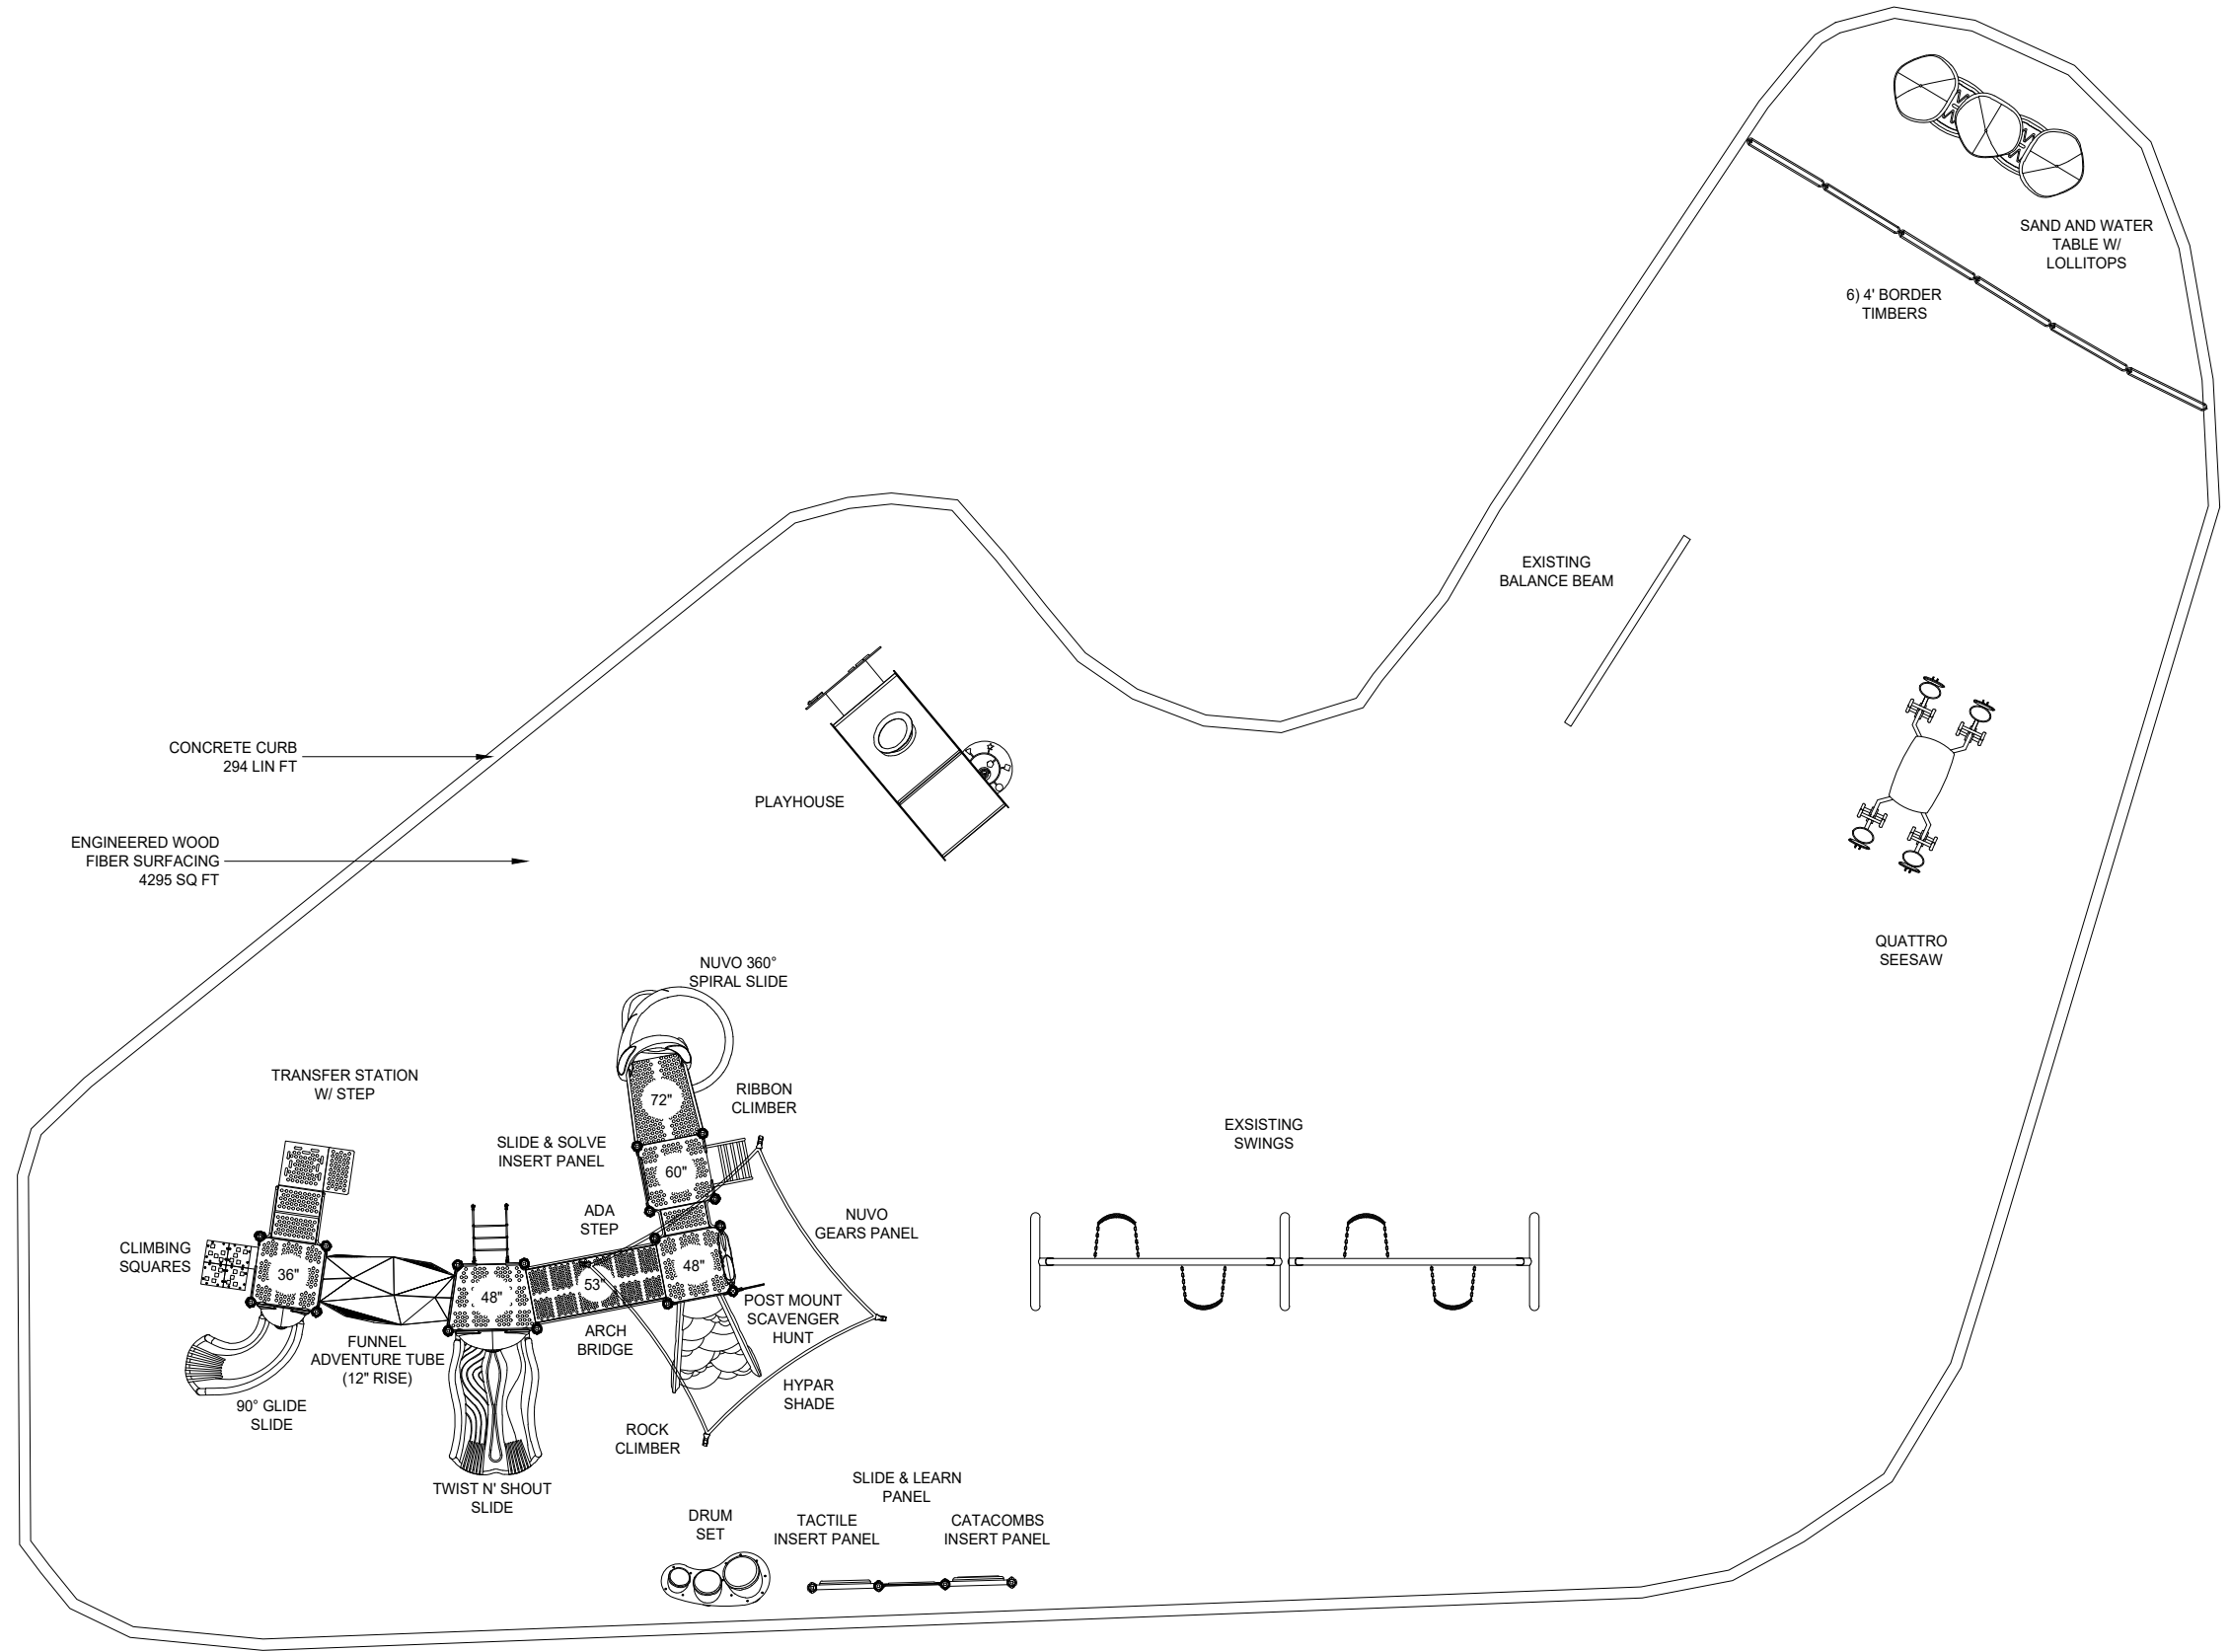 SAND AND WATER
TABLE W/
LOLLITOPS
6) 4' BORDER
TIMBERS
EXISTING
BALANCE BEAM
CONCRETE CURB
294 LIN FT
PLAYHOUSE
ENGINEERED WOOD
FIBER SURFACING
4295 SQ FT
QUATTRO
SEESAW
NUVO 360°
SPIRAL SLIDE
TRANSFER STATION
W/ STEP
72"
RIBBON
CLIMBER
SLIDE & SOLVE
INSERT PANEL
60"
EXSISTING
SWINGS
ADA
STEP
NUVO
GEARS PANEL
CLIMBING
SQUARES
36"
48"
53"
48"
POST MOUNT
SCAVENGER
HUNT
FUNNEL
ADVENTURE TUBE
(12" RISE)
ARCH
BRIDGE
HYPAR
SHADE
90° GLIDE
SLIDE
ROCK
CLIMBER
TWIST N' SHOUT
SLIDE
SLIDE & LEARN
PANEL
DRUM
SET
TACTILE
INSERT PANEL
CATACOMBS
INSERT PANEL